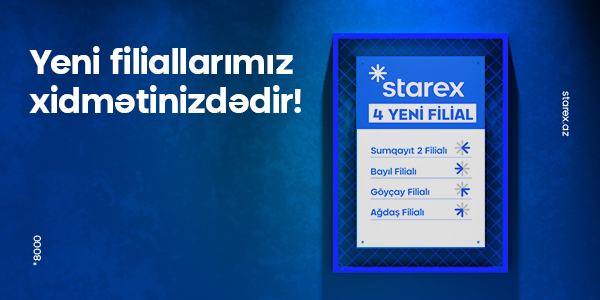 Yeni filiallarımız
xidmətinizdədir!
starex
4 YENİ FİLİAL
Sumqayıt 2 Filialı
Bayıl Filialı
Göyçay Filialı
Ağdaş Filialı
starex.az
*8000